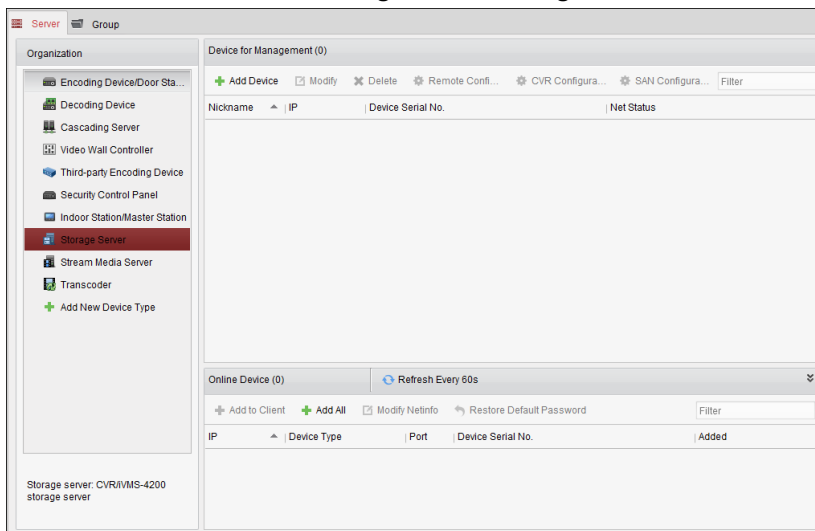 Server Group
Organization
Encoding Device/Door Sta...
Decoding Device
Cascading Server
Video Wall Controller
Third-party Encoding Device
Security Control Panel
Indoor Station/Master Station
Storage Server
Stream Media Server
Transcoder
Add New Device Type
Storage server: CVR/iVMS-4200
storage server
Device for Management (0)
Add Device Modify Delete Remote Confi... CVR Configura... SAN Configura... Filter
Nickname IP Device Serial No. Net Status
Online Device (0) Refresh Every 60s
Add to Client Add All Modify Netinfo Restore Default Password Filter
IP Device Type Port Device Serial No. Added